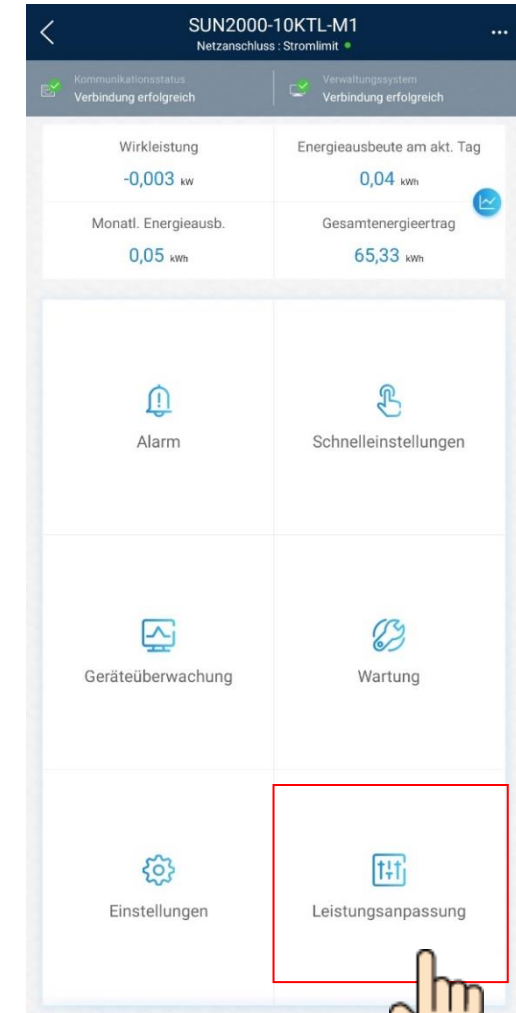 SUN2000-10KTL-M1
Netzanschluss : Stromlimit
Kommunikationsstatus
Verbindung erfolgreich
Verwaltungssystem
Verbindung erfolgreich
Wirkleistung
-0,003 kW
Energieausbeute am akt. Tag
0,04 kWh
Monatl. Energieausb.
0,05 kWh
Gesamtenergieertrag
65,33 kWh
Alarm
Schnelleinstellungen
Geräteüberwachung
Wartung
Einstellungen
Leistungsanpassung